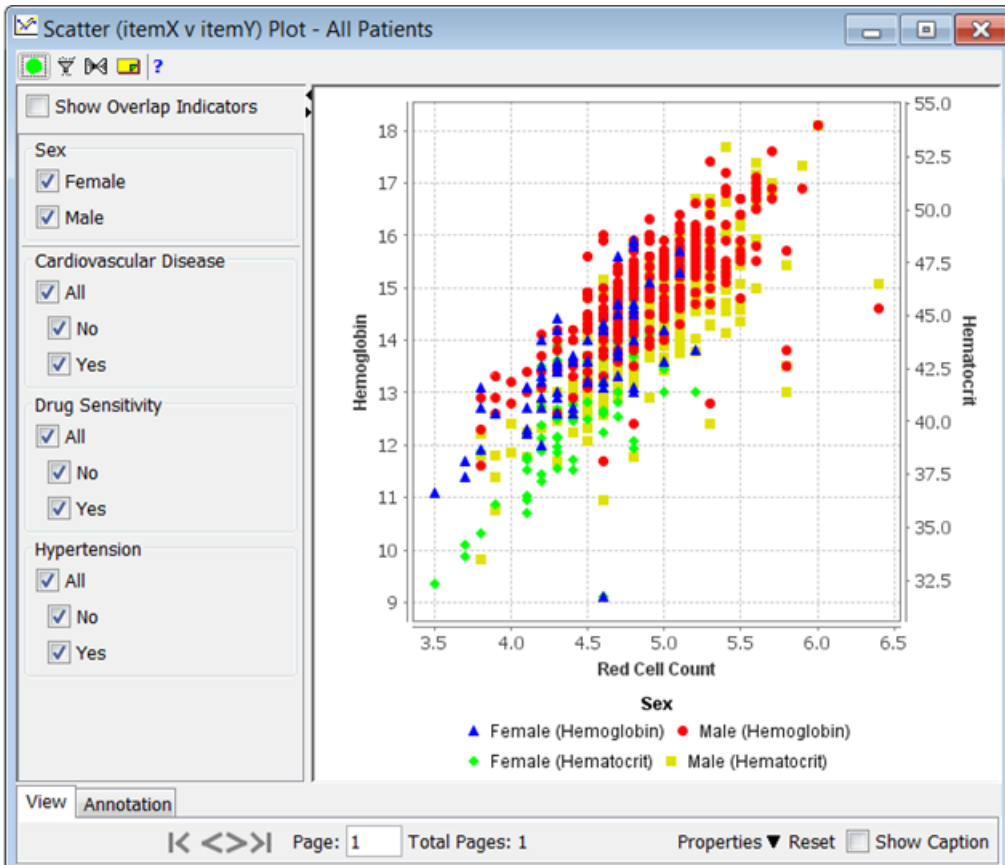 Scatter (itemX v itemY) Plot - All Patients
?
Show Overlap Indicators
Sex
Female
Male
Cardiovascular Disease
All
No
Yes
Drug Sensitivity
All
No
Yes
Hypertension
All
No
Yes
Hemoglobin
18
17
16
15
14
13
12
11
10
9
55.0
52.5
50.0
47.5
45.0
42.5
40.0
37.5
35.0
32.5
Hematocrit
3.5 4.0 4.5 5.0 5.5 6.0 6.5
Red Cell Count
Sex
Female (Hemoglobin) Male (Hemoglobin)
Female (Hematocrit) Male (Hematocrit)
View Annotation
Page: 1 Total Pages: 1 Properties ▼ Reset Show Caption